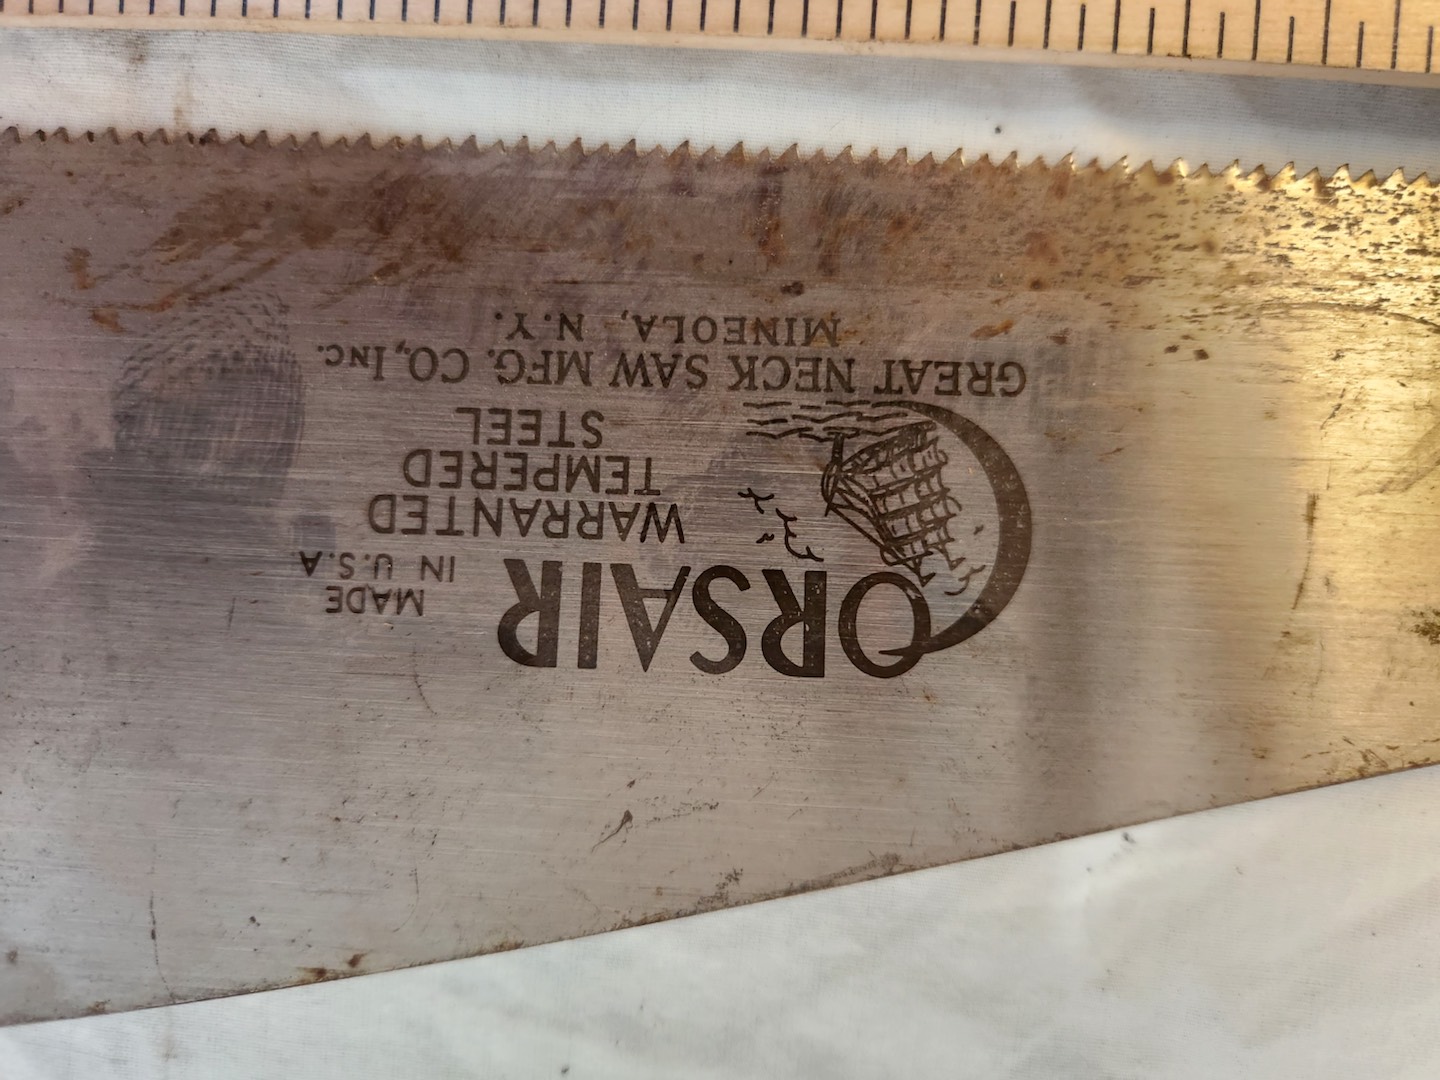 CORSAIR
MADE
IN U.S.A.
WARRANTED
TEMPERED
STEEL
GREAT NECK SAW MFG. CO., INC.
MINEOLA, N.Y.